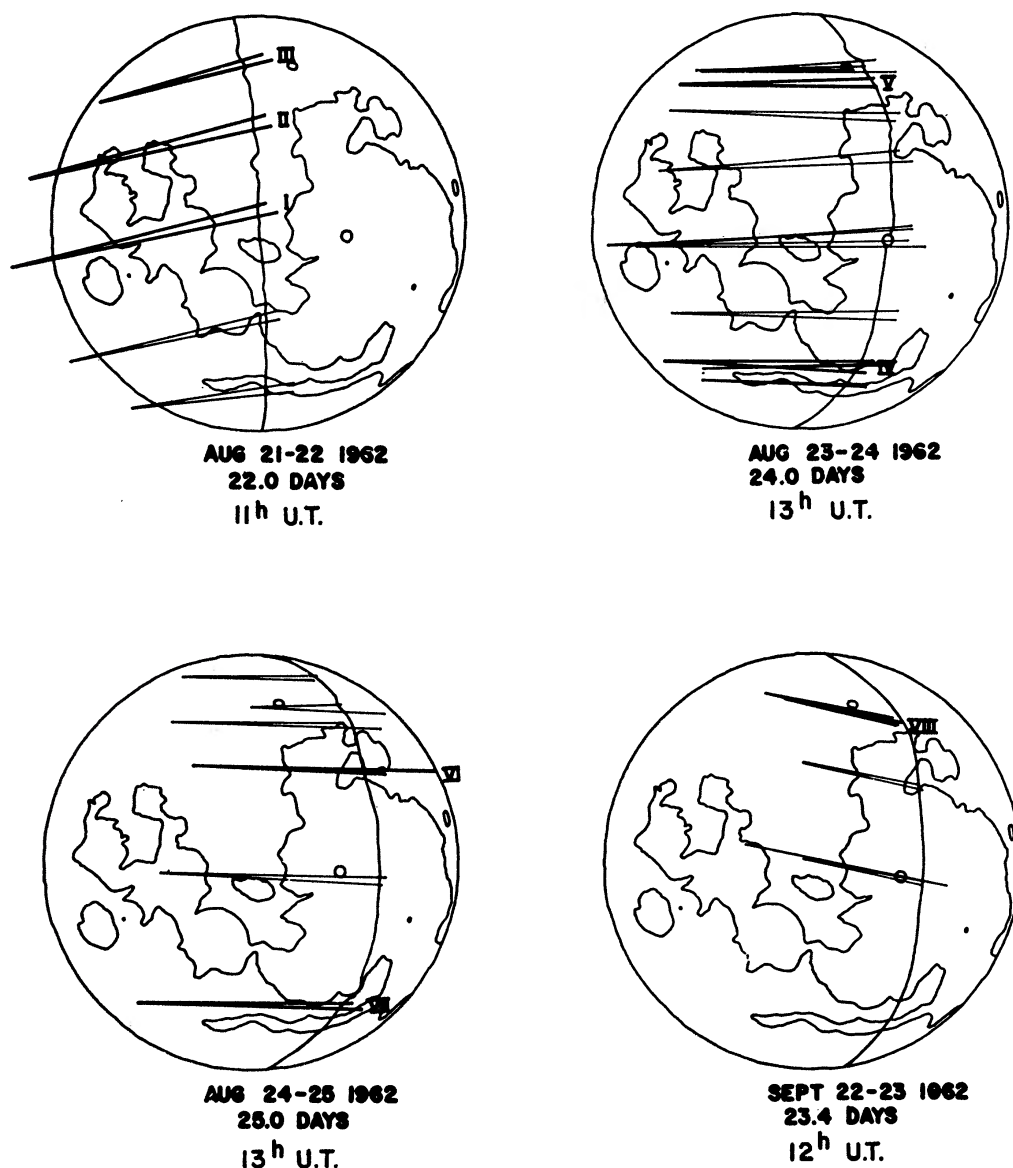 III
II
I
AUG 21-22 1962
22.0 DAYS
11h U.T.
V
IV
AUG 23-24 1962
24.0 DAYS
13h U.T.
VI
VII
AUG 24-25 1962
25.0 DAYS
13h U.T.
VIII
SEPT 22-23 1962
23.4 DAYS
12h U.T.